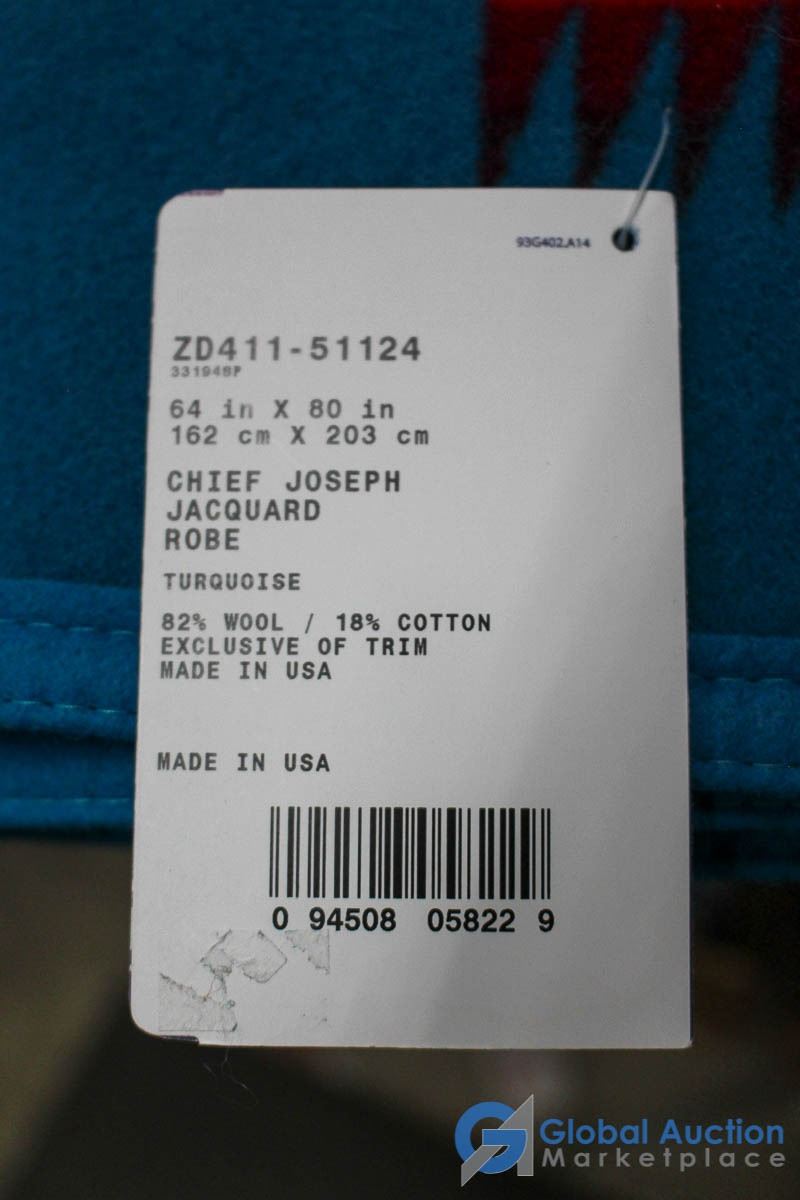 93G402.A14
ZD411-51124
331948P
64 in X 80 in
162 cm X 203 cm
CHIEF JOSEPH
JACQUARD
ROBE
TURQUOISE
82% WOOL / 18% COTTON
EXCLUSIVE OF TRIM
MADE IN USA
MADE IN USA
0 94508 05822 9
Global Auction
Marketplace